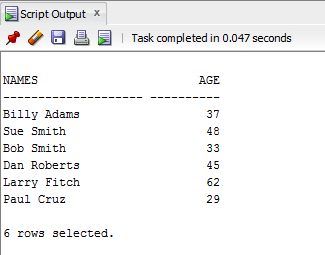 Script Output x
Task completed in 0.047 seconds
NAMES                       AGE
-------------------- ----------
Billy Adams                  37
Sue Smith                    48
Bob Smith                    33
Dan Roberts                  45
Larry Fitch                  62
Paul Cruz                    29
6 rows selected.